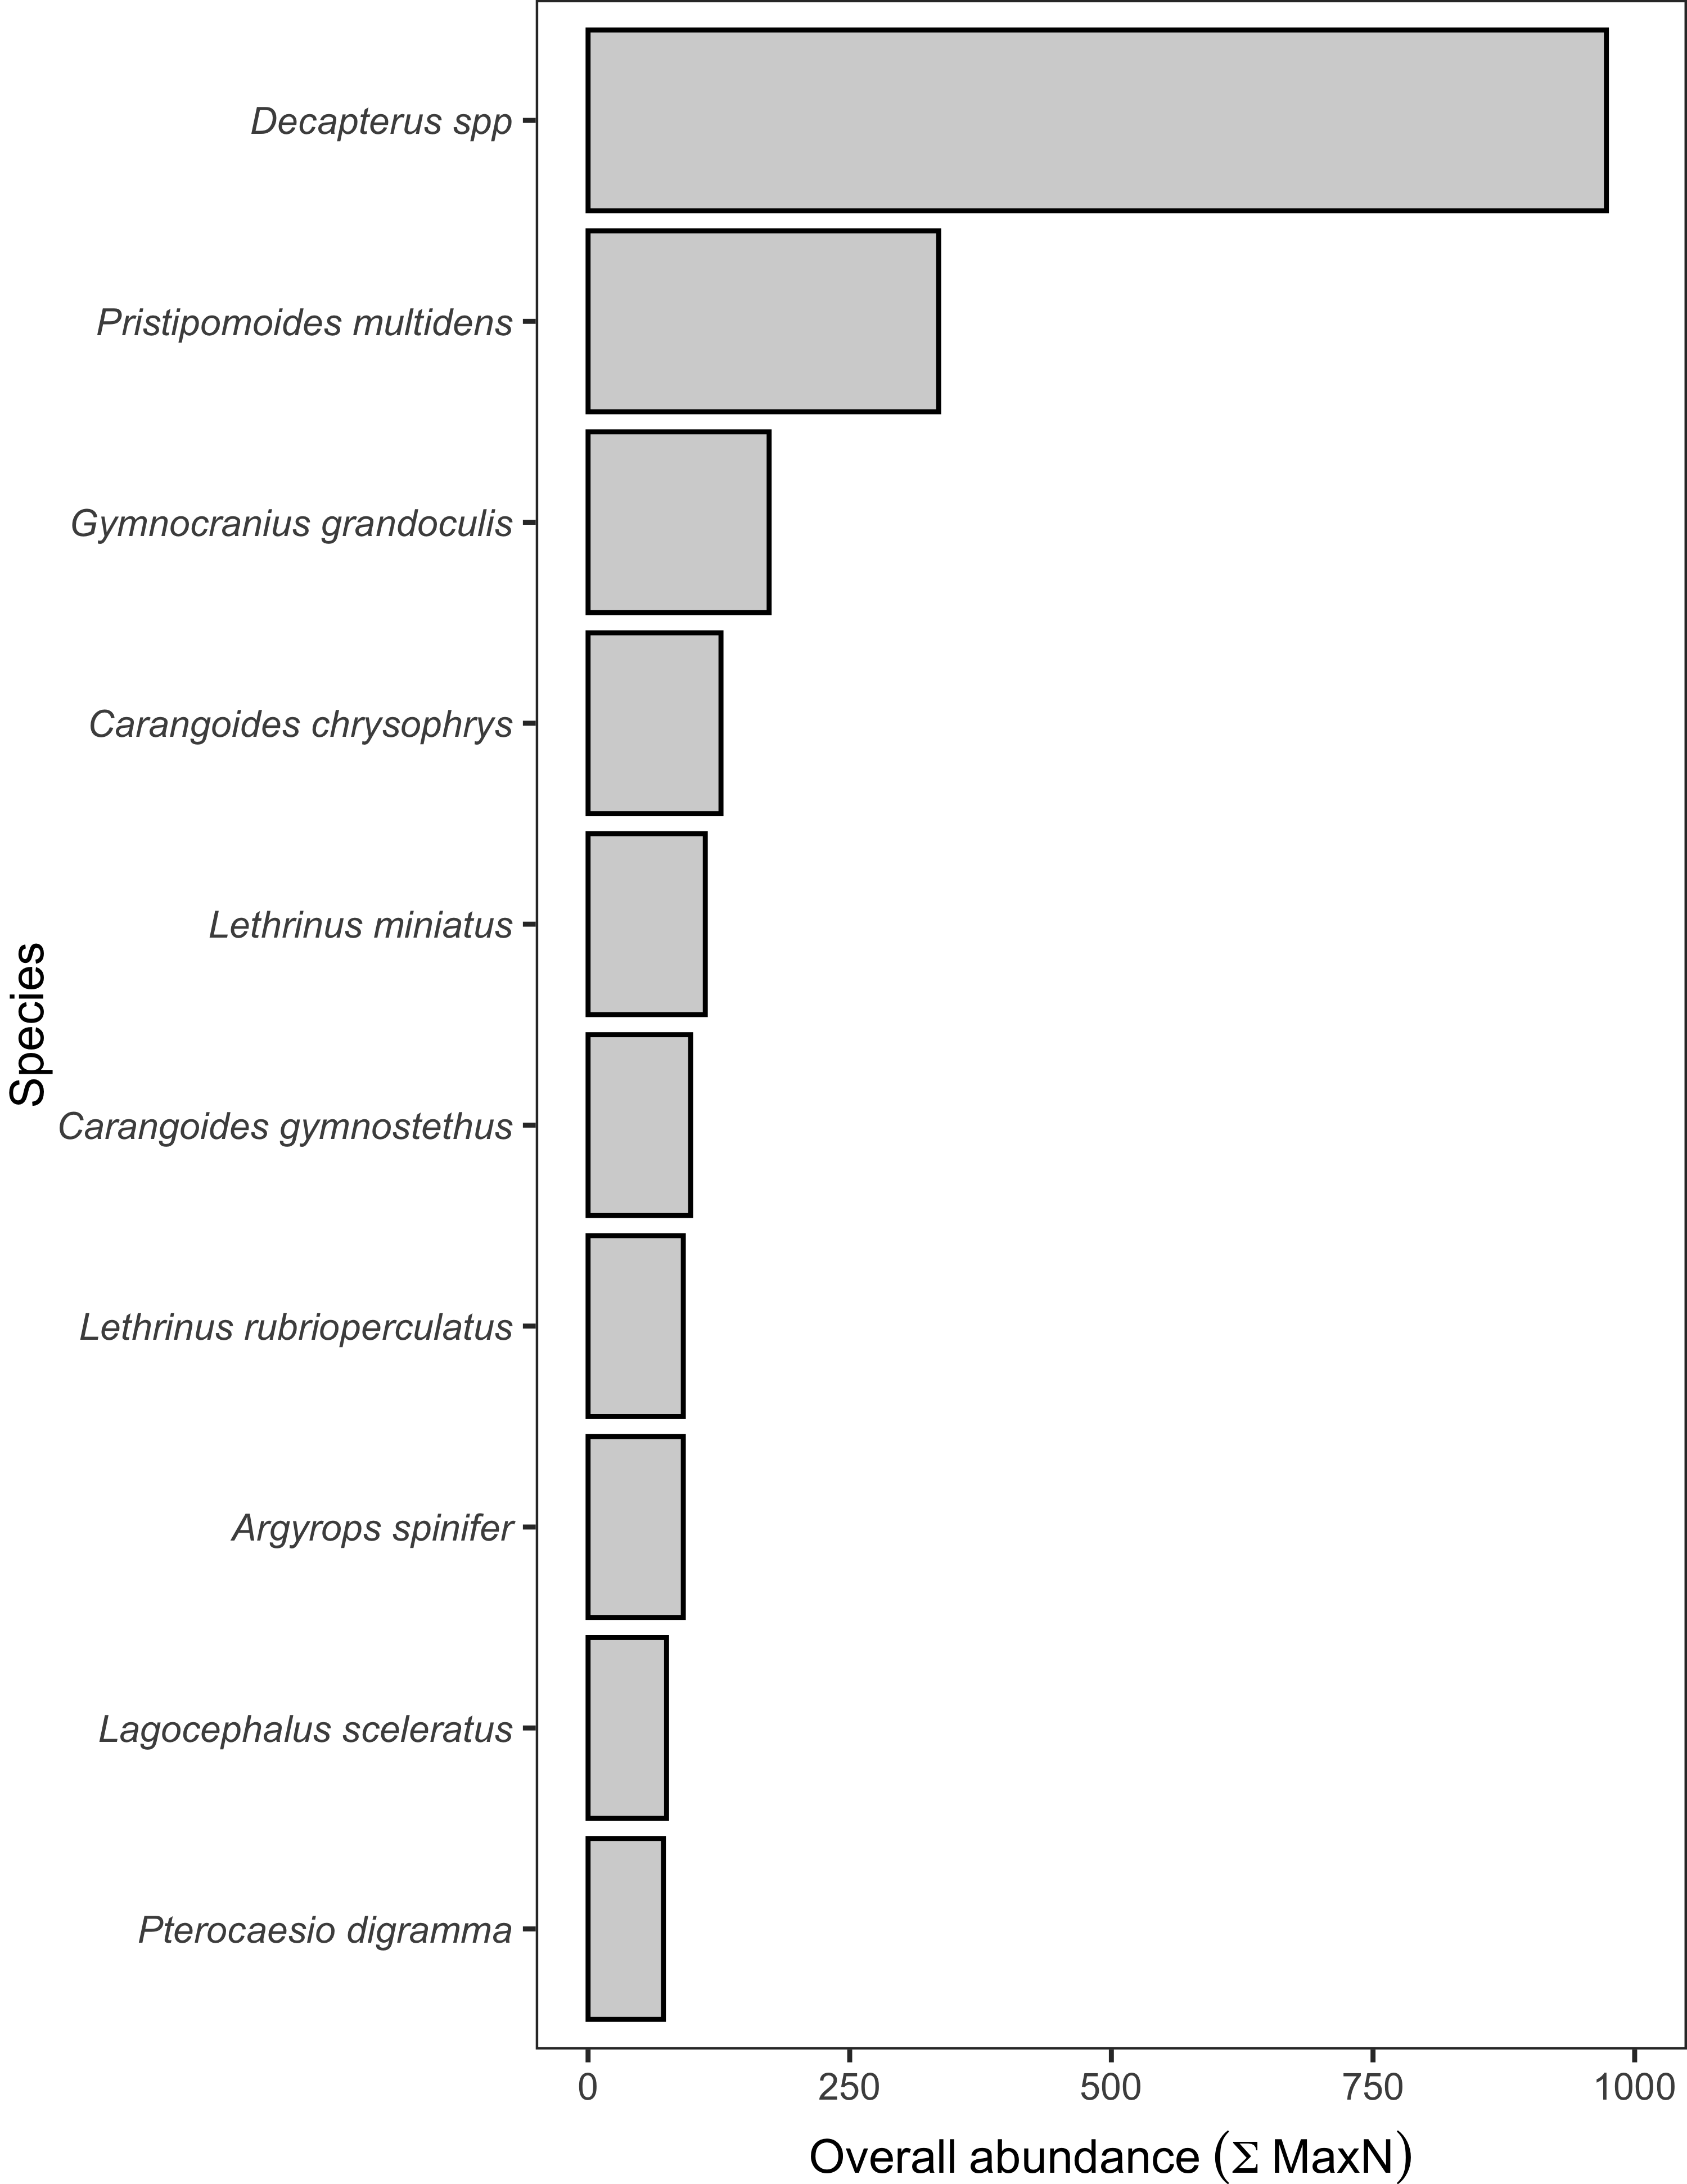 Decapterus spp
Pristipomoides multidens
Gymnocranius grandoculis
Carangoides chrysophrys
Lethrinus miniatus
Species
Carangoides gymnostethus
Lethrinus rubrioperculatus
Argyrops spinifer
Lagocephalus sceleratus
Pterocaesio digramma
0 250 500 750 1000
Overall abundance (Σ MaxN)